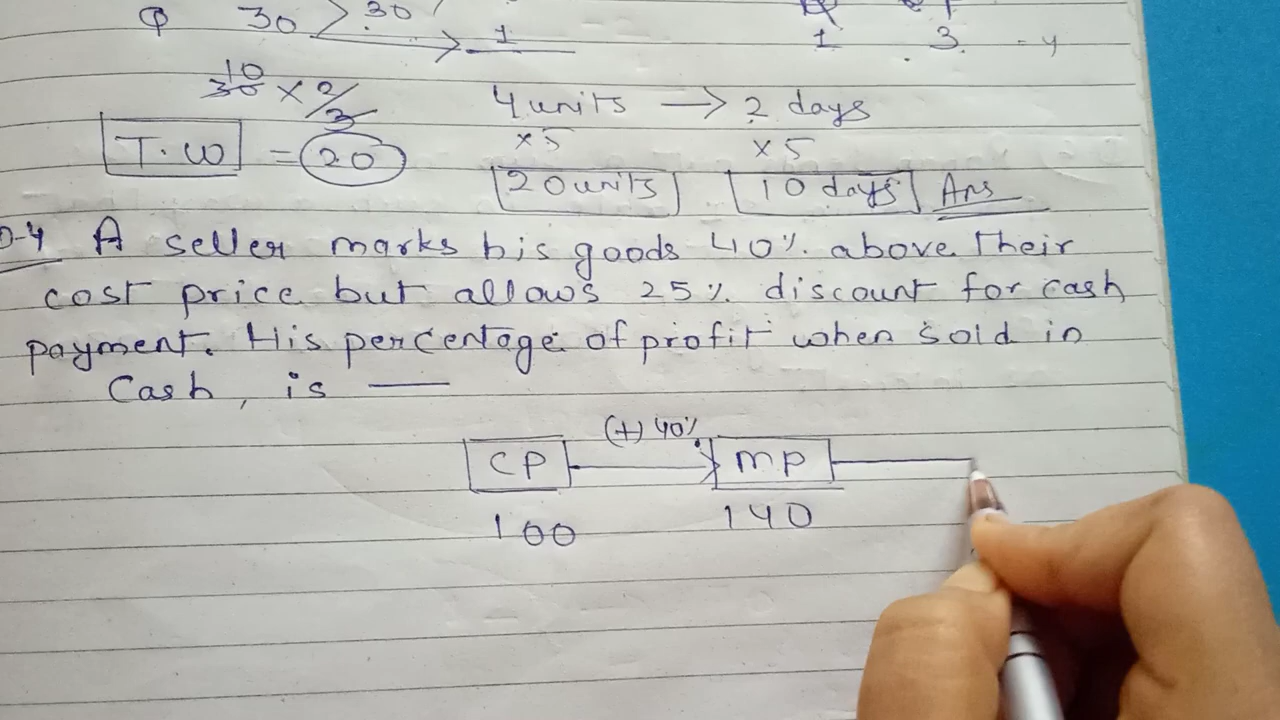 Q 30 > 30 1
1 3 - 4
10
30 × 2/3
4 units → 2 days
×5 ×5
T.W = 20
20 units 10 days Ans
Q-4 A seller marks his goods 40% above Their
cost price but allows 25% discount for cash
payment. His percentage of profit when sold in
Cash, is ——
(+) 40%
CP MP
100 140